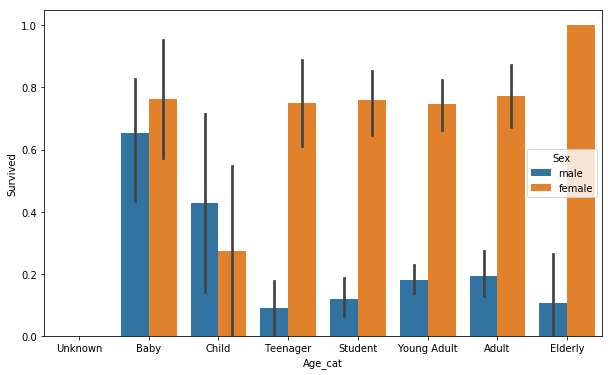 1.0
0.8
0.6
0.4
0.2
0.0
Survived
Sex
male
female
Unknown Baby Child Teenager Student Young Adult Adult Elderly
Age_cat